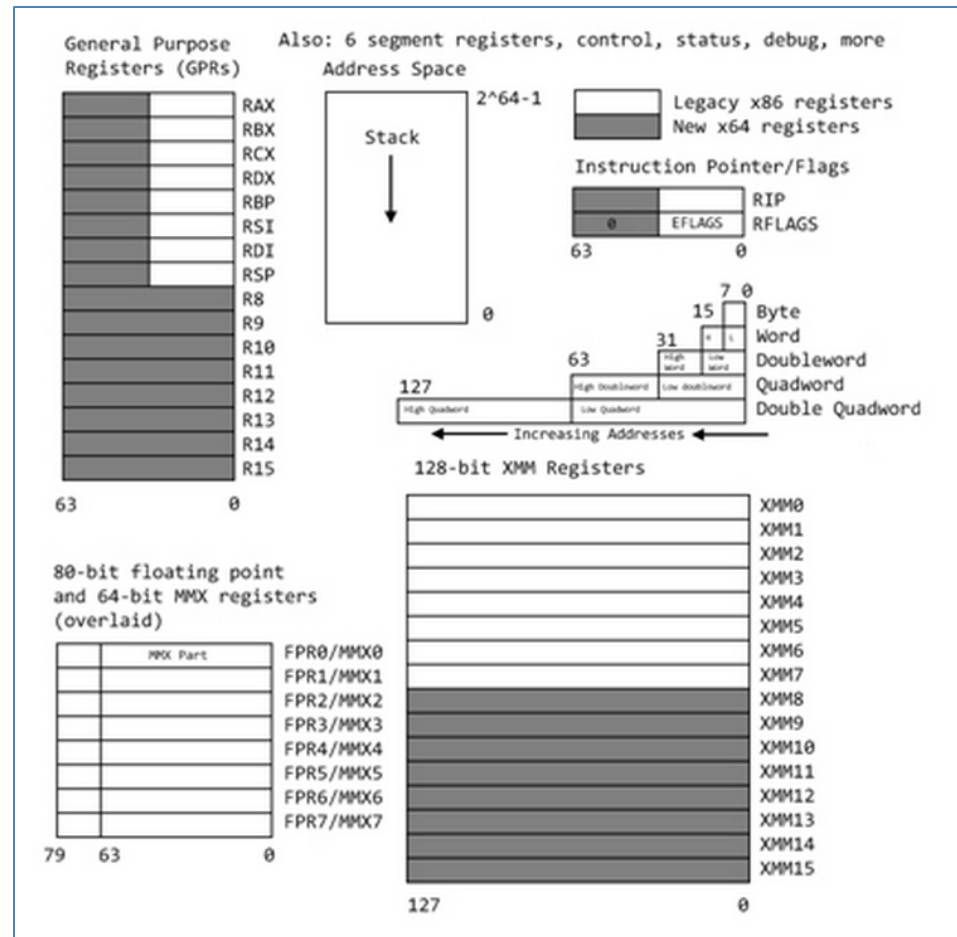 General Purpose
Registers (GPRs)
Also: 6 segment registers, control, status, debug, more
Address Space
RAX
RBX
RCX
RDX
RBP
RSI
RDI
RSP
R8
R9
R10
R11
R12
R13
R14
R15
63 0
2^64-1
Stack
0
Legacy x86 registers
New x64 registers
Instruction Pointer/Flags
RIP
0 EFLAGS RFLAGS
63 0
7 0
Byte
15
H L Word
31
High Word Low Word Doubleword
63
High Doubleword Low doubleword Quadword
127
High Quadword Low Quadword Double Quadword
Increasing Addresses
80-bit floating point
and 64-bit MMX registers
(overlaid)
MMX Part FPR0/MMX0
FPR1/MMX1
FPR2/MMX2
FPR3/MMX3
FPR4/MMX4
FPR5/MMX5
FPR6/MMX6
FPR7/MMX7
79 63 0
128-bit XMM Registers
XMM0
XMM1
XMM2
XMM3
XMM4
XMM5
XMM6
XMM7
XMM8
XMM9
XMM10
XMM11
XMM12
XMM13
XMM14
XMM15
127 0